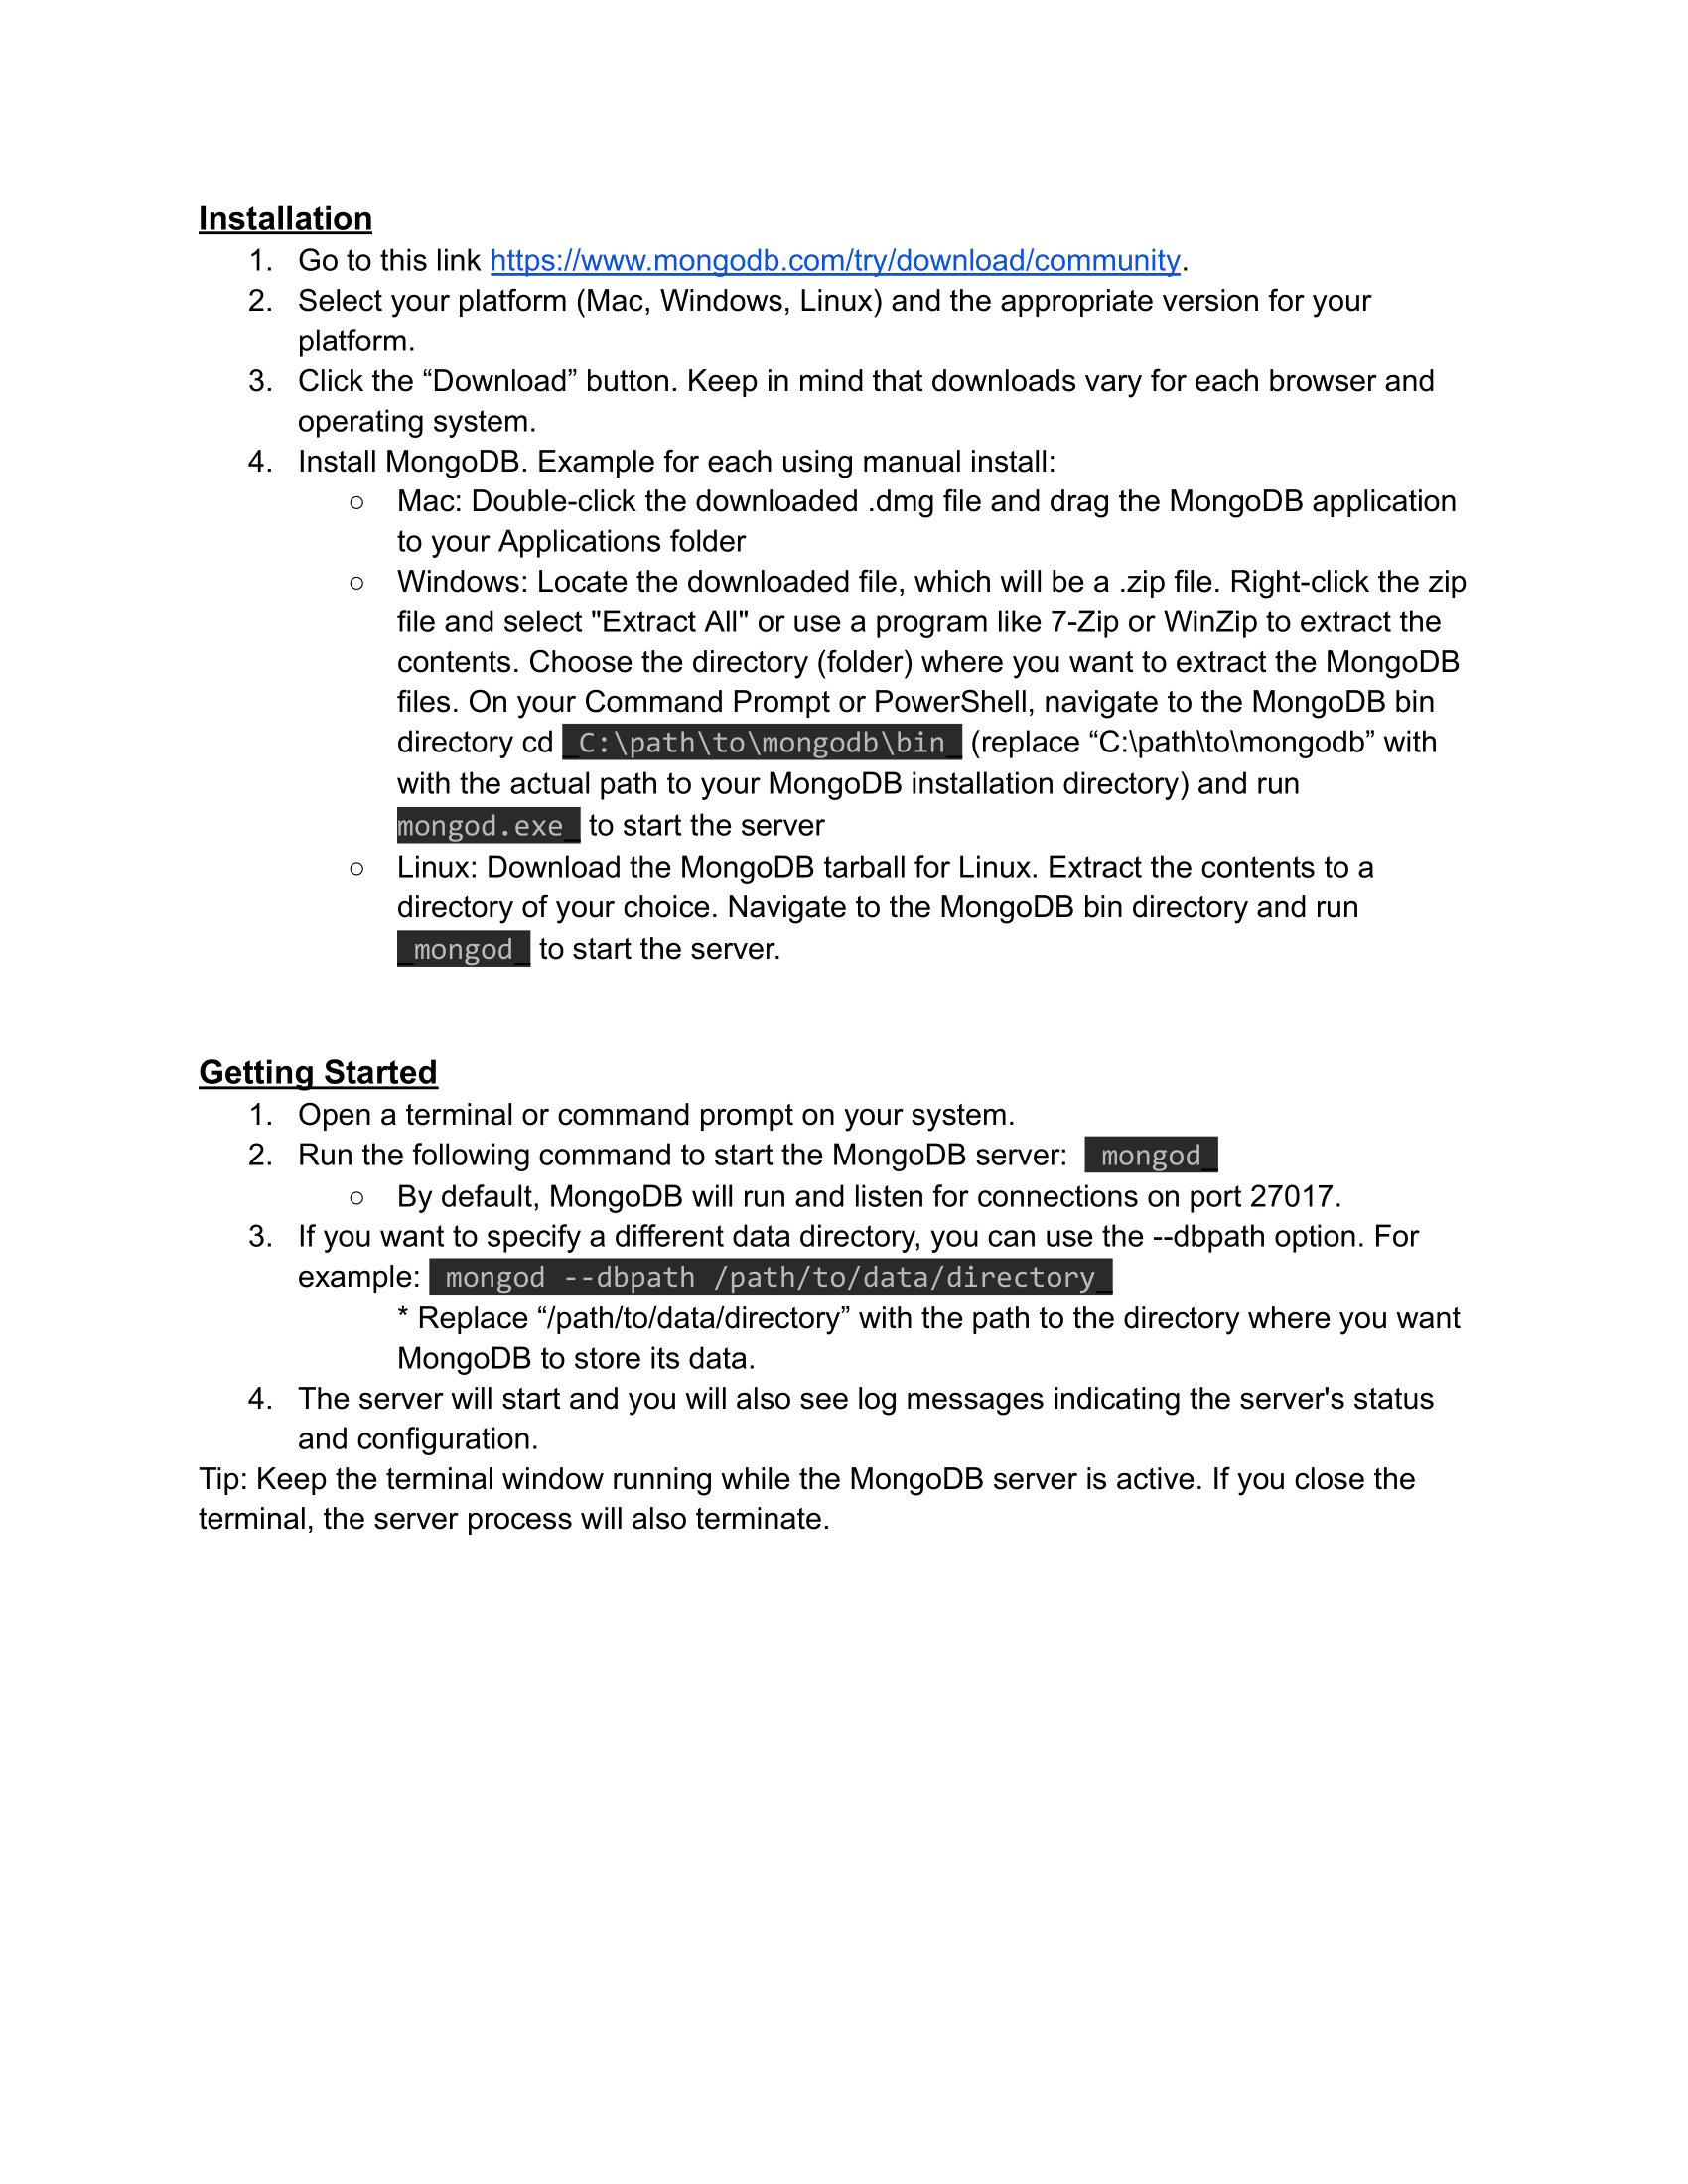 Installation
1. Go to this link https://www.mongodb.com/try/download/community.
2. Select your platform (Mac, Windows, Linux) and the appropriate version for your
platform.
3. Click the “Download” button. Keep in mind that downloads vary for each browser and
operating system.
4. Install MongoDB. Example for each using manual install:
○ Mac: Double-click the downloaded .dmg file and drag the MongoDB application
to your Applications folder
○ Windows: Locate the downloaded file, which will be a .zip file. Right-click the zip
file and select "Extract All" or use a program like 7-Zip or WinZip to extract the
contents. Choose the directory (folder) where you want to extract the MongoDB
files. On your Command Prompt or PowerShell, navigate to the MongoDB bin
directory cd _C:\path\to\mongodb\bin_ (replace “C:\path\to\mongodb” with
with the actual path to your MongoDB installation directory) and run
mongod.exe_ to start the server
○ Linux: Download the MongoDB tarball for Linux. Extract the contents to a
directory of your choice. Navigate to the MongoDB bin directory and run
_mongod_ to start the server.
Getting Started
1. Open a terminal or command prompt on your system.
2. Run the following command to start the MongoDB server: mongod_
○ By default, MongoDB will run and listen for connections on port 27017.
3. If you want to specify a different data directory, you can use the --dbpath option. For
example: mongod --dbpath /path/to/data/directory_
* Replace “/path/to/data/directory” with the path to the directory where you want
MongoDB to store its data.
4. The server will start and you will also see log messages indicating the server's status
and configuration.
Tip: Keep the terminal window running while the MongoDB server is active. If you close the
terminal, the server process will also terminate.